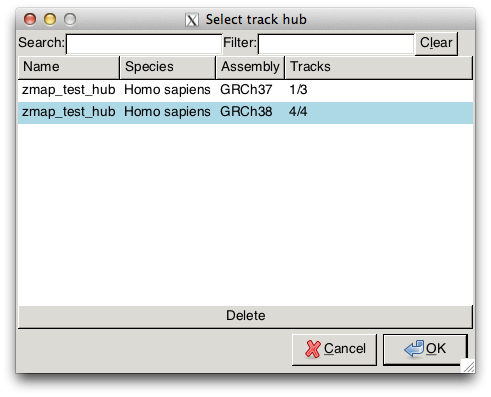 Select track hub
Search: Filter: Clear
Name Species Assembly Tracks
zmap_test_hub Homo sapiens GRCh37 1/3
zmap_test_hub Homo sapiens GRCh38 4/4
Delete
Cancel OK